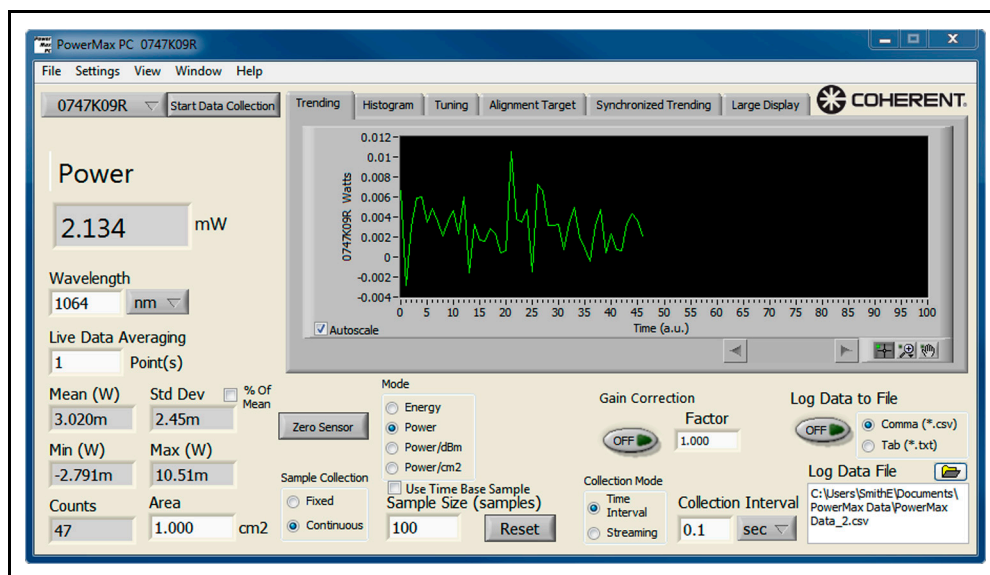 PowerMax PC 0747K09R
File Settings View Window Help
0747K09R Start Data Collection
Trending Histogram Tuning Alignment Target Synchronized Trending Large Display COHERENT
Power
2.134 mW
Wavelength
1064 nm
Live Data Averaging
1 Point(s)
0747K09R Watts
0.012
0.01
0.008
0.006
0.004
0.002
0
-0.002
-0.004
0 5 10 15 20 25 30 35 40 45 50 55 60 65 70 75 80 85 90 95 100
Time (a.u.)
Autoscale
Mean (W) Std Dev % Of Mean
3.020m 2.45m
Min (W) Max (W)
-2.791m 10.51m
Counts Area
47 1.000 cm2
Zero Sensor
Sample Collection
Fixed
Continuous
Mode
Energy
Power
Power/dBm
Power/cm2
Use Time Base Sample
Sample Size (samples)
100 Reset
Gain Correction
OFF
Factor
1.000
Collection Mode
Time
Interval
Streaming
Collection Interval
0.1 sec
Log Data to File
OFF
Comma (*.csv)
Tab (*.txt)
Log Data File
C:\Users\SmithE\Documents\
PowerMax Data\PowerMax
Data_2.csv